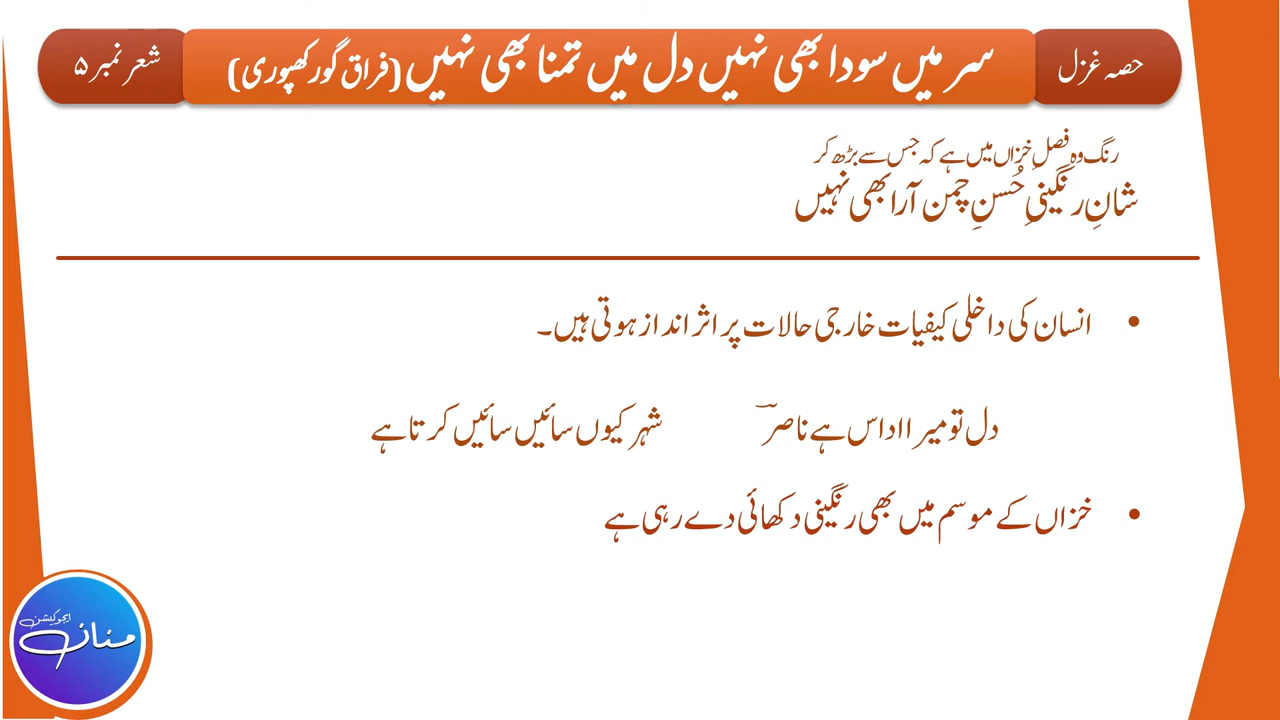 حصہ غزل
سر میں سودا بھی نہیں دل میں تمنا بھی نہیں (فراق گورکھپوری)
شعر نمبر ۵
رنگ وہ فصلِ خزاں میں ہے کہ جس سے بڑھ کر
شانِ رنگینیِ حُسنِ چمن آرا بھی نہیں
• انسان کی داخلی کیفیات خارجی حالات پر اثر انداز ہوتی ہیں۔
دل تو میرا اداس ہے ناصرؔ شہر کیوں سائیں سائیں کرتا ہے
• خزاں کے موسم میں بھی رنگینی دکھائی دے رہی ہے
منان ایجوکیشن